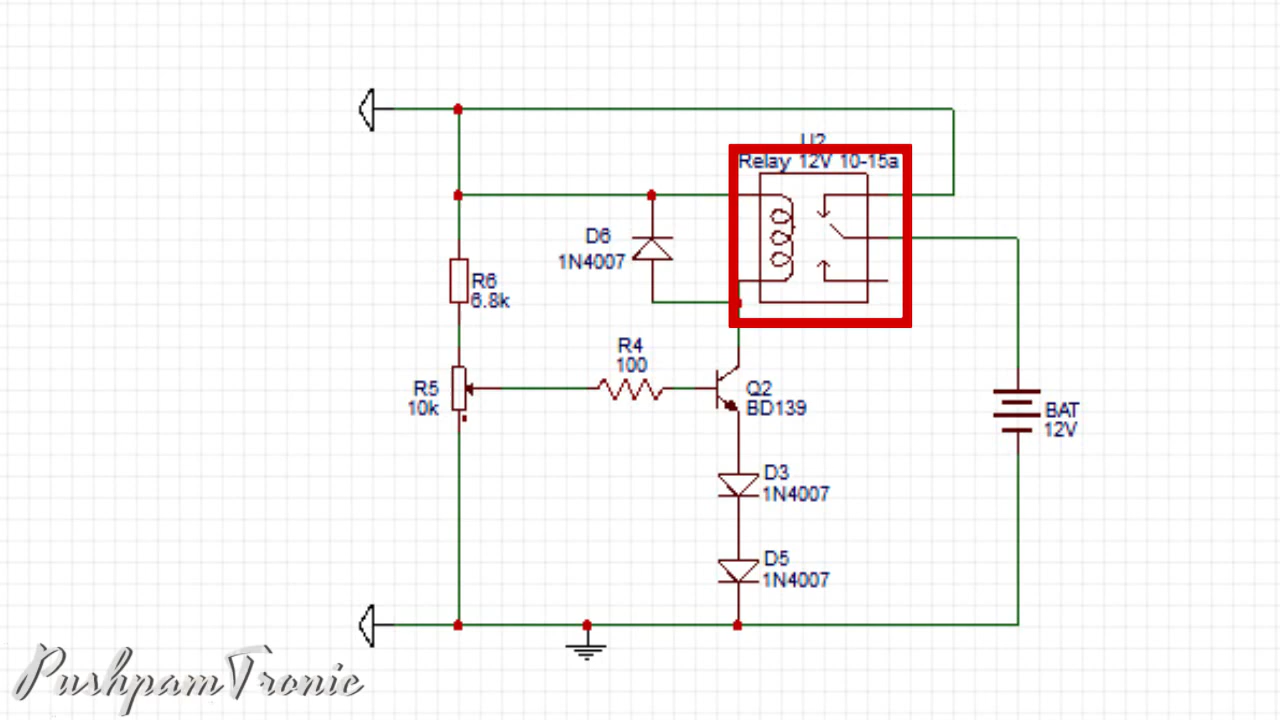 U2
Relay 12V 10-15a
D6
1N4007
R6
6.8k
R4
100
R5
10k
Q2
BD139
BAT
12V
D3
1N4007
D5
1N4007
PushpamTronic